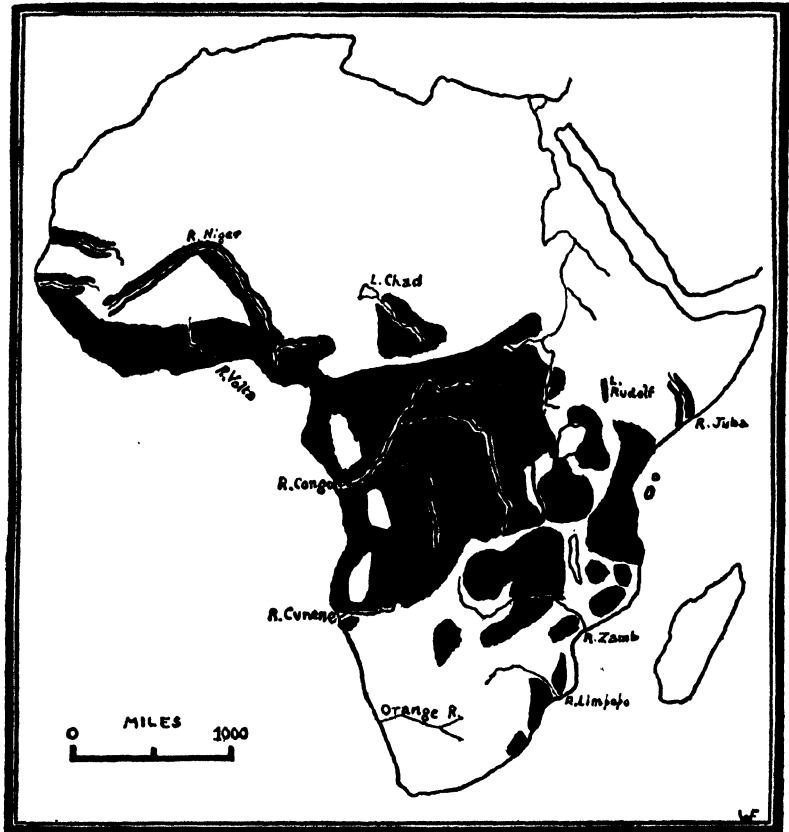 R. Niger
L. Chad
R. Volta
L.
Rudolf
R. Juba
R. Congo
R. Cunene
R. Zamb
R. Limpopo
Orange R.
MILES
0 1000
WF